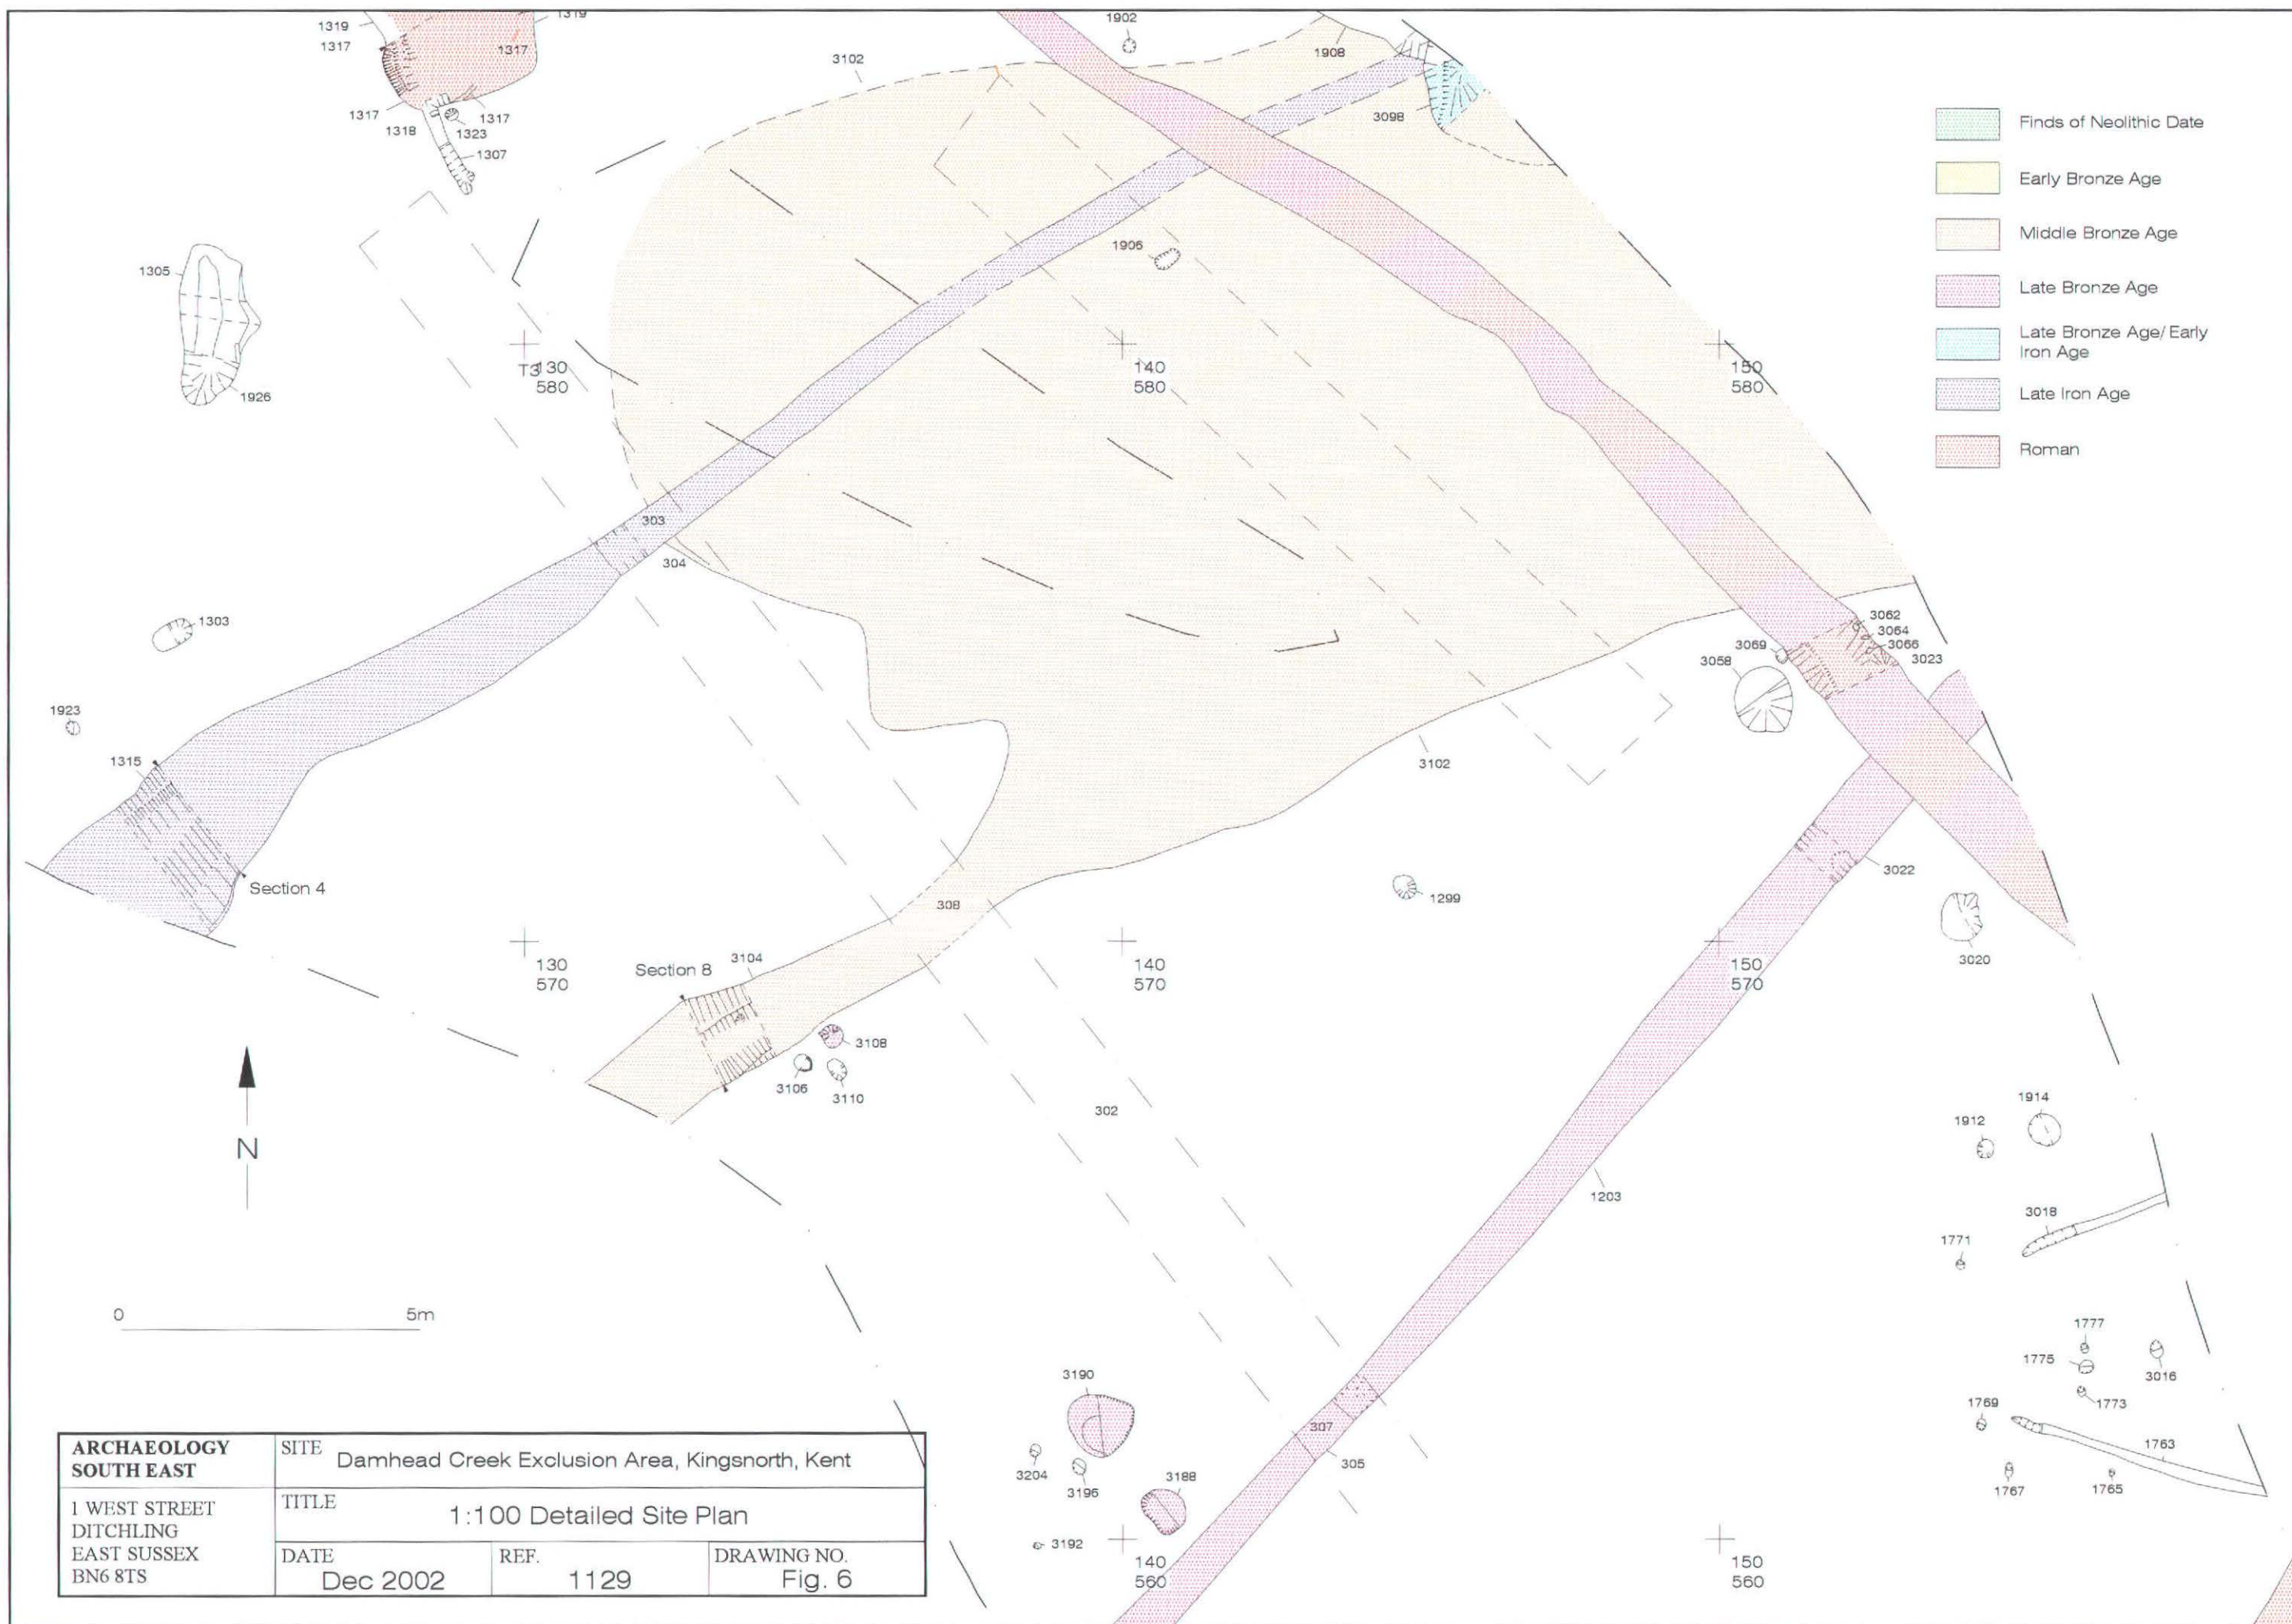 1319
1317
1317
1319
1317
1318
1323
1317
1307
3102
1902
1908
3098
Finds of Neolithic Date
Early Bronze Age
Middle Bronze Age
Late Bronze Age
Late Bronze Age/Early
Iron Age
Late Iron Age
Roman
1305
1926
1906
T3
130
580
140
580
150
580
303
304
1303
1923
1315
Section 4
3062
3064
3066
3023
3069
3058
3102
3022
1299
308
3020
130
570
140
570
150
570
Section 8
3104
3108
3106
3110
302
N
1203
1914
1912
3018
1771
0
5m
1777
1775
3016
1773
1769
1763
1767
1765
3190
3204
3196
3188
3192
307
305
140
560
150
560
ARCHAEOLOGY
SOUTH EAST
1 WEST STREET
DITCHLING
EAST SUSSEX
BN6 8TS
SITE Damhead Creek Exclusion Area, Kingsnorth, Kent
TITLE
1:100 Detailed Site Plan
DATE
Dec 2002
REF.
1129
DRAWING NO.
Fig. 6